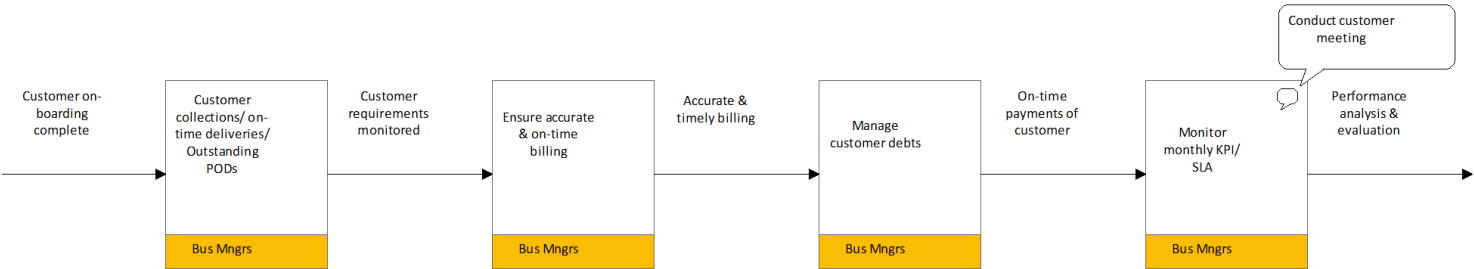 Customer on-
boarding
complete
Customer
collections/ on-
time deliveries/
Outstanding
PODs
Bus Mngrs
Customer
requirements
monitored
Ensure accurate
& on-time
billing
Bus Mngrs
Accurate &
timely billing
Manage
customer debts
Bus Mngrs
On-time
payments of
customer
Conduct customer
meeting
Monitor
monthly KPI/
SLA
Bus Mngrs
Performance
analysis &
evaluation